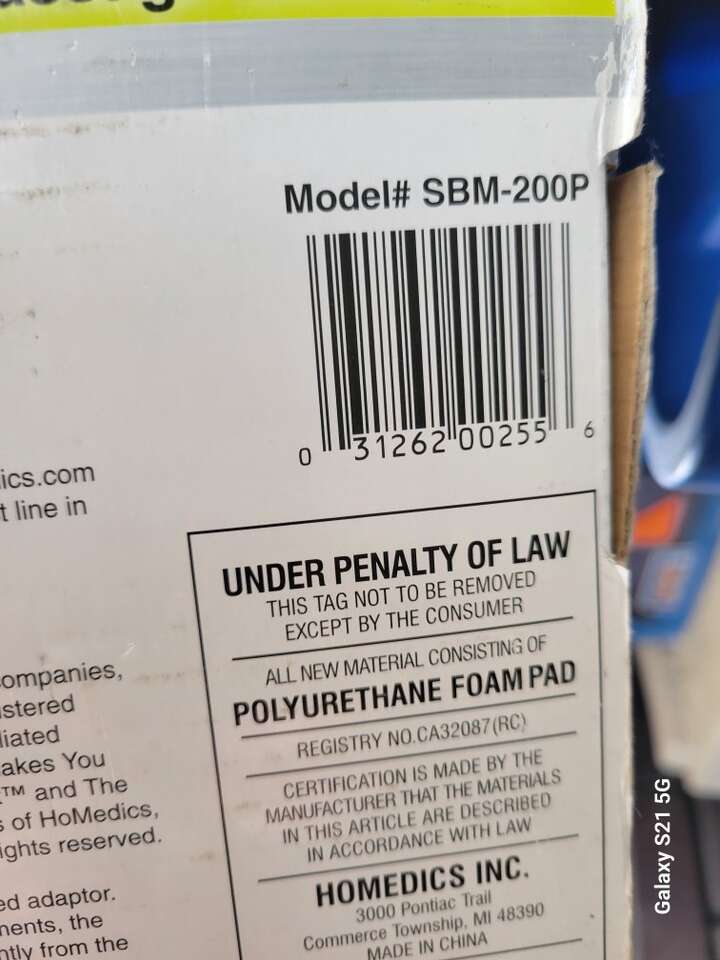 Model# SBM-200P
0 31262 00255 6
ics.com
t line in
UNDER PENALTY OF LAW
THIS TAG NOT TO BE REMOVED
EXCEPT BY THE CONSUMER
ALL NEW MATERIAL CONSISTING OF
POLYURETHANE FOAM PAD
REGISTRY NO.CA32087(RC)
CERTIFICATION IS MADE BY THE
MANUFACTURER THAT THE MATERIALS
IN THIS ARTICLE ARE DESCRIBED
IN ACCORDANCE WITH LAW
HOMEDICS INC.
3000 Pontiac Trail
Commerce Township, MI 48390
MADE IN CHINA
ompanies,
stered
liated
akes You
™ and The
s of HoMedics,
ights reserved.
ed adaptor.
nents, the
ntly from the
Galaxy S21 5G